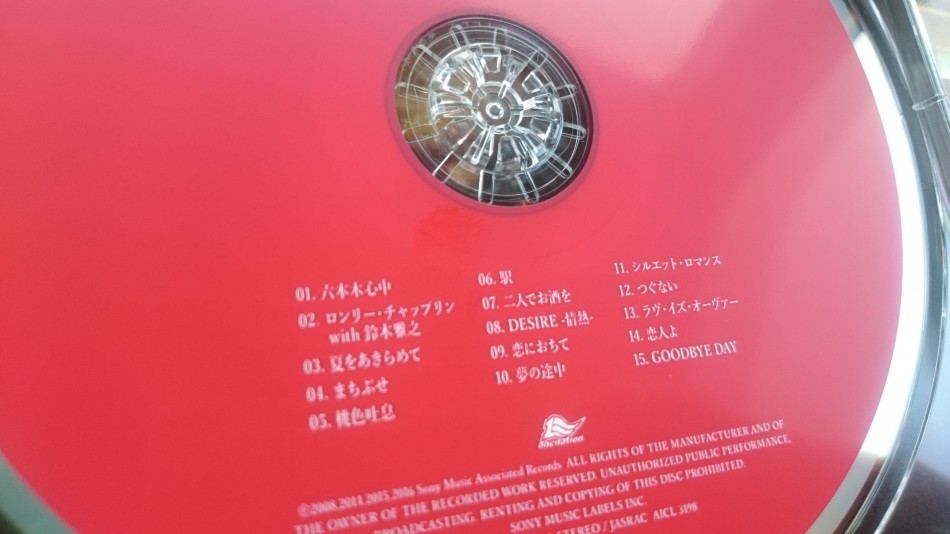 01. 六本木心中
02. ロンリー・チャップリン
with 鈴木雅之
03. 夏をあきらめて
04. まちぶせ
05. 桃色吐息
06. 駅
07. 二人でお酒を
08. DESIRE -情熱-
09. 恋におちて
10. 夢の途中
11. シルエット・ロマンス
12. つぐない
13. ラヴ・イズ・オーヴァー
14. 恋人よ
15. GOODBYE DAY
℗2008.2011.2015.2016 Sony Music Associated Records ALL RIGHTS OF THE MANUFACTURER AND OF
THE OWNER OF THE RECORDED WORK RESERVED. UNAUTHORIZED PUBLIC PERFORMANCE,
BROADCASTING, RENTING AND COPYING OF THIS DISC PROHIBITED.
SONY MUSIC LABELS INC.
STEREO / JASRAC AICL 3198